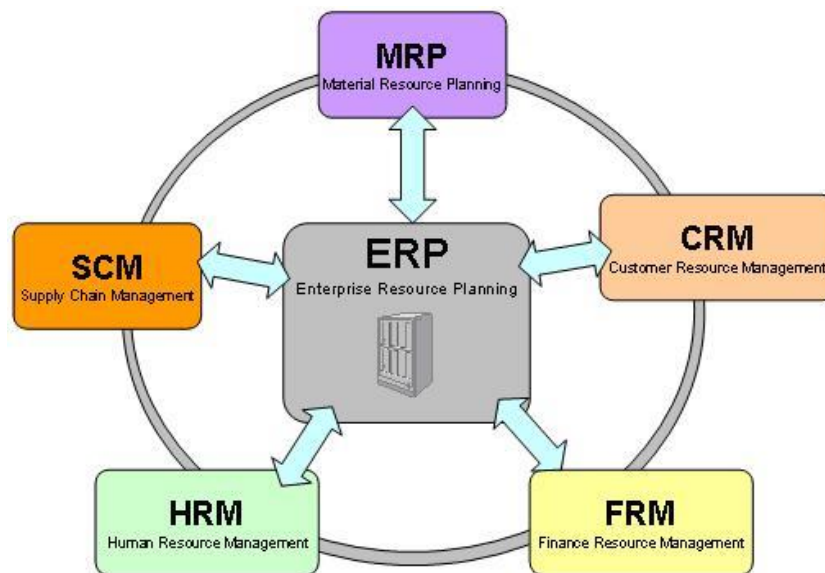 MRP
Material Resource Planning
CRM
Customer Resource Management
ERP
Enterprise Resource Planning
SCM
Supply Chain Management
HRM
Human Resource Management
FRM
Finance Resource Management